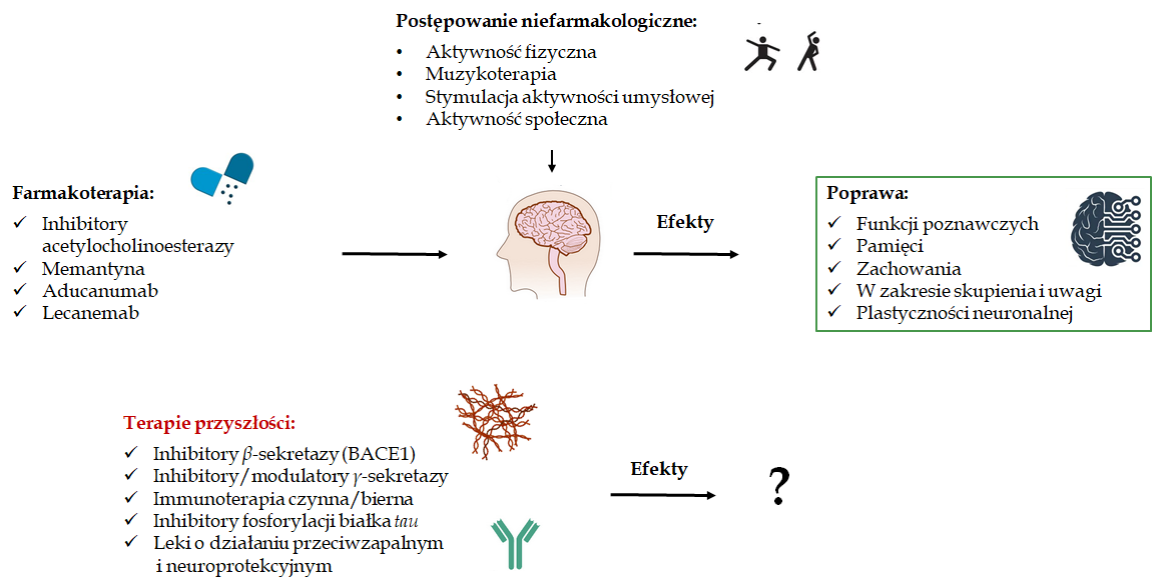 Postępowanie niefarmakologiczne:
• Aktywność fizyczna
• Muzykoterapia
• Stymulacja aktywności umysłowej
• Aktywność społeczna
Farmakoterapia:
✓ Inhibitory
acetylocholinoesterazy
✓ Memantyna
✓ Aducanumab
✓ Lecanemab
Efekty
Poprawa:
✓ Funkcji poznawczych
✓ Pamięci
✓ Zachowania
✓ W zakresie skupienia i uwagi
✓ Plastyczności neuronalnej
Terapie przyszłości:
✓ Inhibitory β-sekretazy (BACE1)
✓ Inhibitory/modulatory γ-sekretazy
✓ Immunoterapia czynna/bierna
✓ Inhibitory fosforylacji białka tau
✓ Leki o działaniu przeciwzapalnym
i neuroprotekcyjnym
Efekty
?